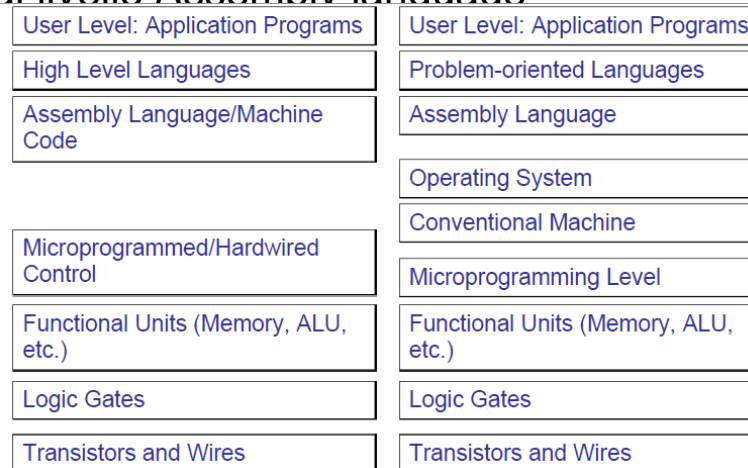 User Level: Application Programs
High Level Languages
Assembly Language/Machine
Code
Microprogrammed/Hardwired
Control
Functional Units (Memory, ALU,
etc.)
Logic Gates
Transistors and Wires
User Level: Application Programs
Problem-oriented Languages
Assembly Language
Operating System
Conventional Machine
Microprogramming Level
Functional Units (Memory, ALU,
etc.)
Logic Gates
Transistors and Wires